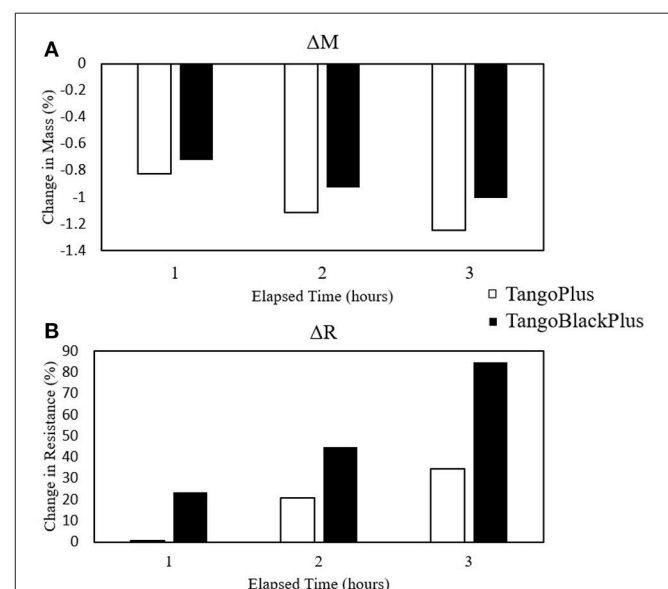 A
ΔM
Change in Mass (%)
0
-0.2
-0.4
-0.6
-0.8
-1
-1.2
-1.4
1 2 3
Elapsed Time (hours)
TangoPlus
TangoBlackPlus
B
ΔR
Change in Resistance (%)
90
80
70
60
50
40
30
20
10
0
1 2 3
Elapsed Time (hours)